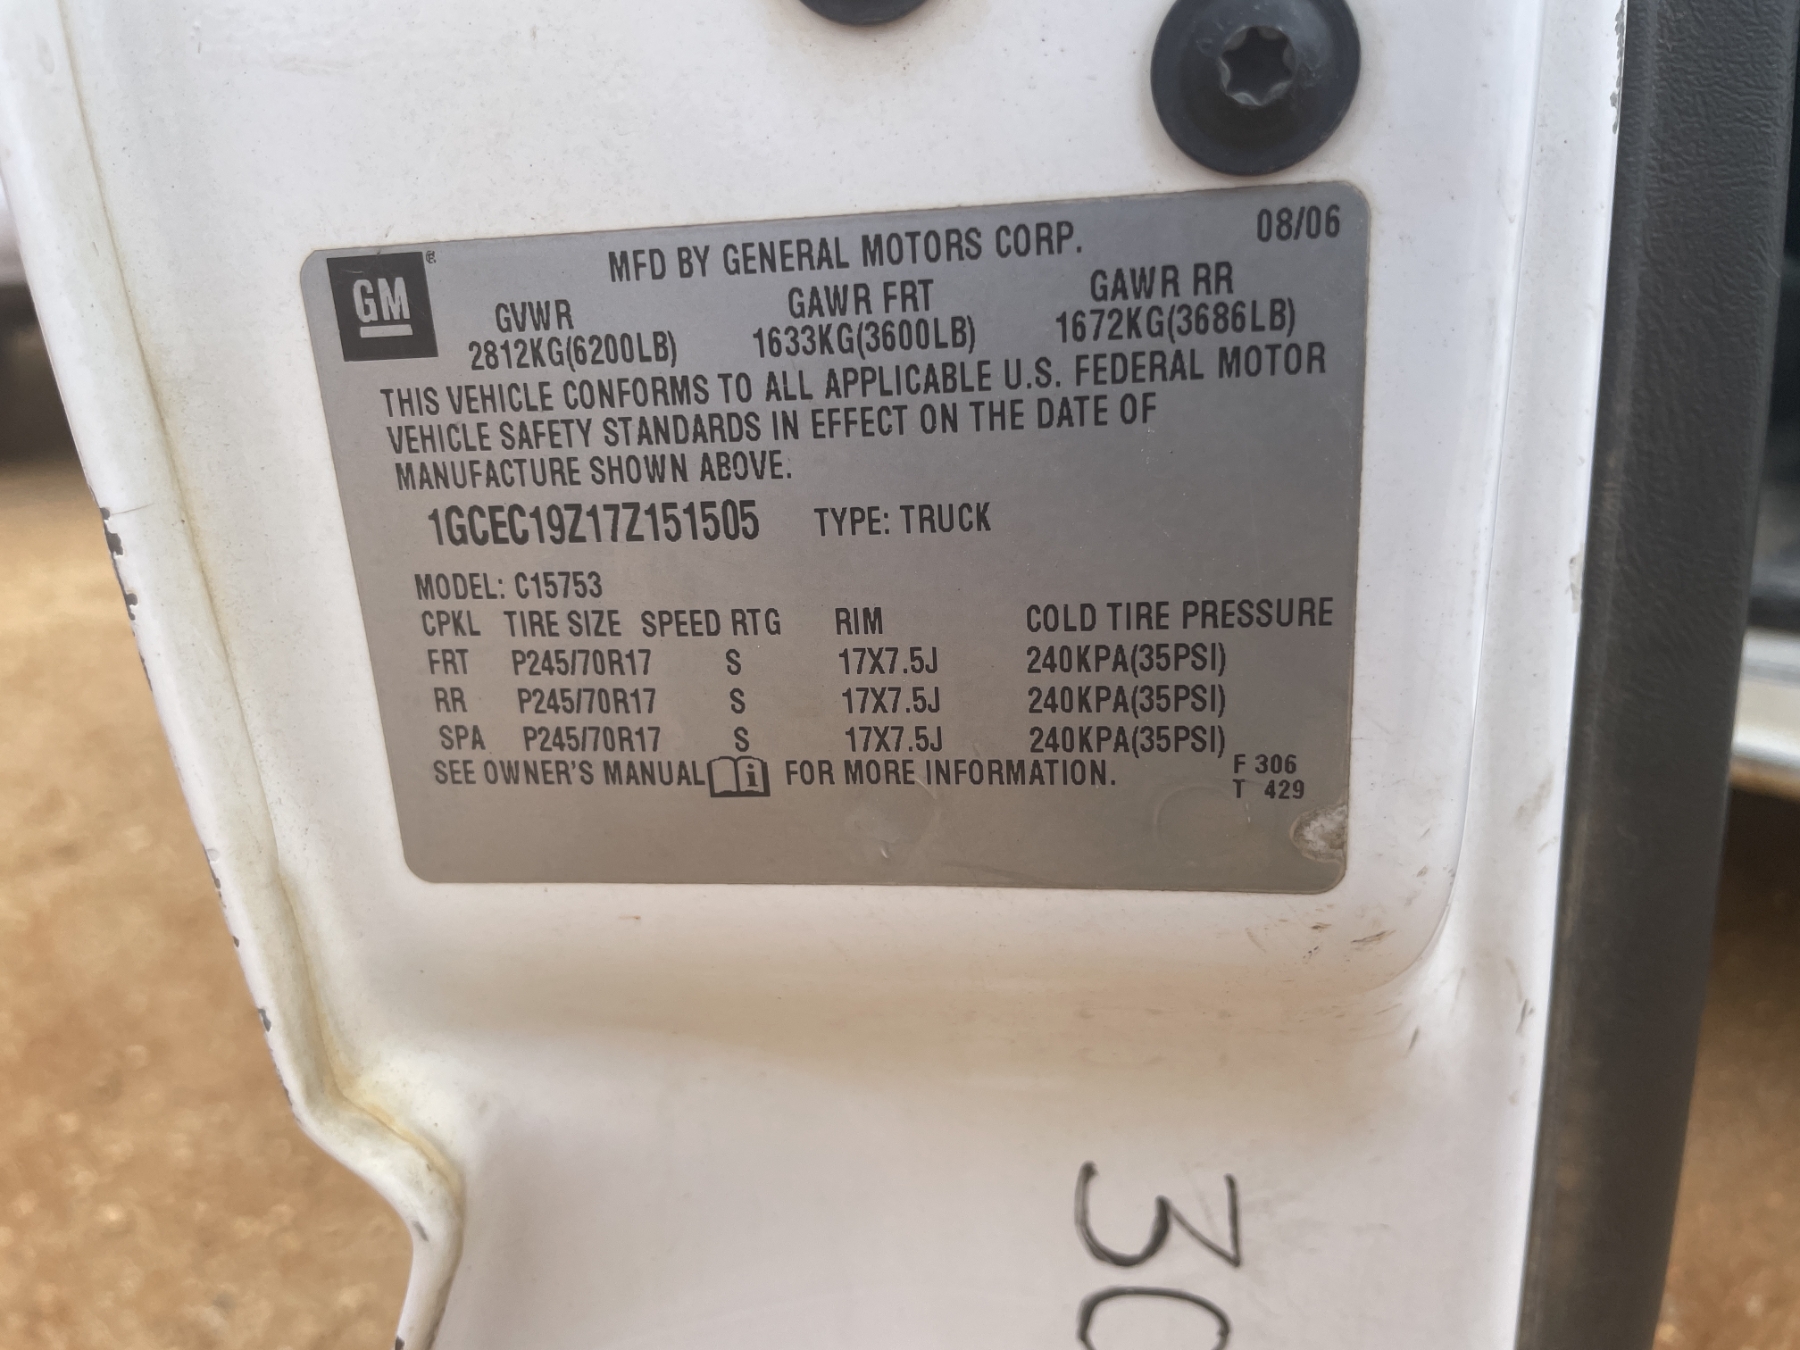 GM
MFD BY GENERAL MOTORS CORP. 08/06
GVWR GAWR FRT GAWR RR
2812KG(6200LB) 1633KG(3600LB) 1672KG(3686LB)
THIS VEHICLE CONFORMS TO ALL APPLICABLE U.S. FEDERAL MOTOR
VEHICLE SAFETY STANDARDS IN EFFECT ON THE DATE OF
MANUFACTURE SHOWN ABOVE.
1GCEC19Z17Z151505 TYPE: TRUCK
MODEL: C15753
CPKL TIRE SIZE SPEED RTG RIM COLD TIRE PRESSURE
FRT P245/70R17 S 17X7.5J 240KPA(35PSI)
RR P245/70R17 S 17X7.5J 240KPA(35PSI)
SPA P245/70R17 S 17X7.5J 240KPA(35PSI)
SEE OWNER'S MANUAL FOR MORE INFORMATION.
F 306
T 429